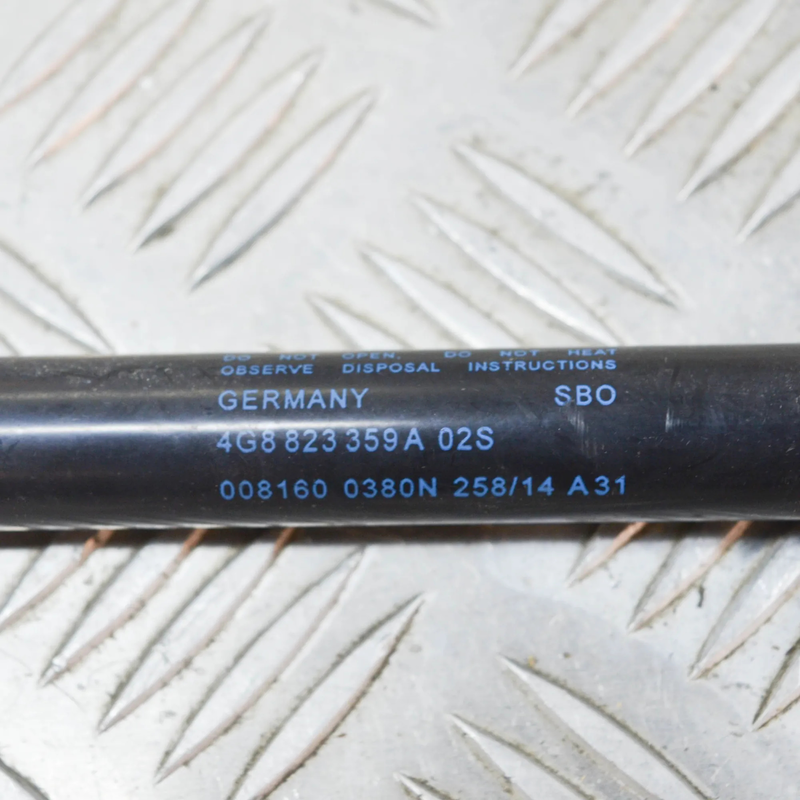 DO NOT OPEN. DO NOT HEAT
OBSERVE DISPOSAL INSTRUCTIONS
GERMANY SBO
4G8 823 359 A 02S
008160 0380N 258/14 A31